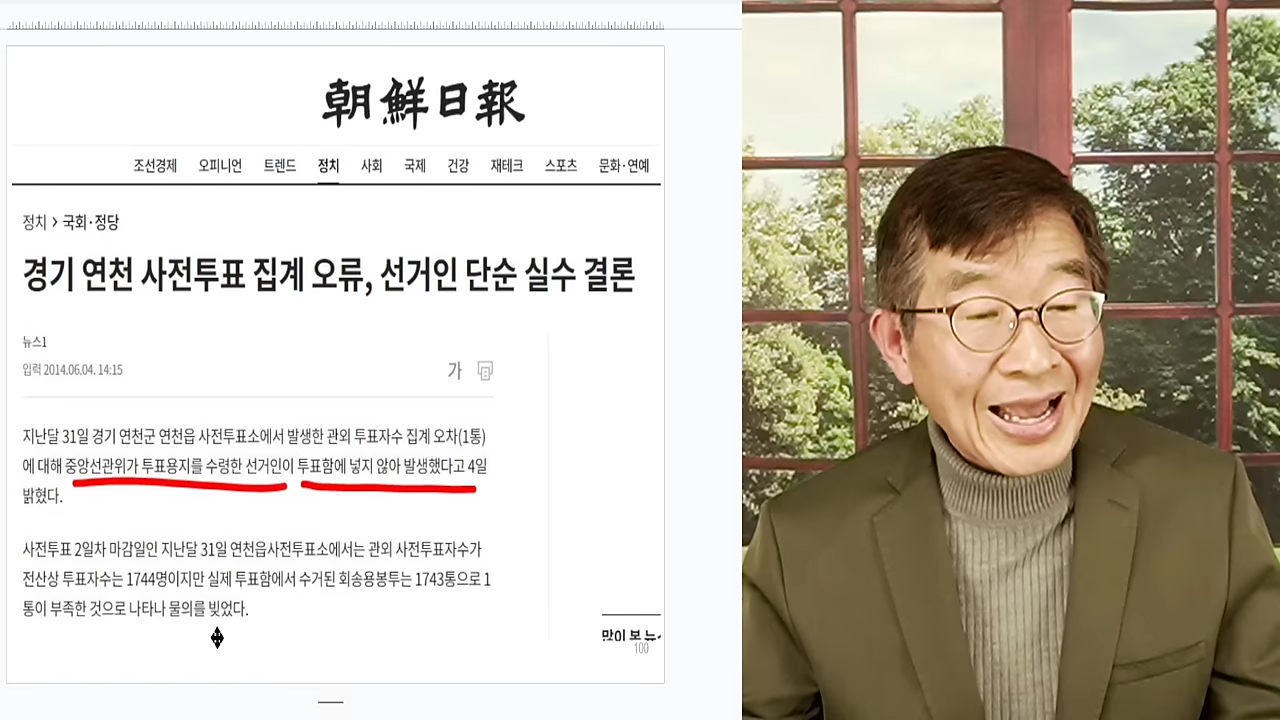 朝鮮日報
조선경제 오피니언 트렌드 정치 사회 국제 건강 재테크 스포츠 문화·연예
정치 > 국회·정당
경기 연천 사전투표 집계 오류, 선거인 단순 실수 결론
뉴스1
입력 2014.06.04. 14:15
가
지난달 31일 경기 연천군 연천읍 사전투표소에서 발생한 관외 투표자수 집계 오차(1통)
에 대해 중앙선관위가 투표용지를 수령한 선거인이 투표함에 넣지 않아 발생했다고 4일
밝혔다.
사전투표 2일차 마감일인 지난달 31일 연천읍사전투표소에서는 관외 사전투표자수가
전산상 투표자수는 1744명이지만 실제 투표함에서 수거된 회송용봉투는 1743통으로 1
통이 부족한 것으로 나타나 물의를 빚었다.
많이 본
100